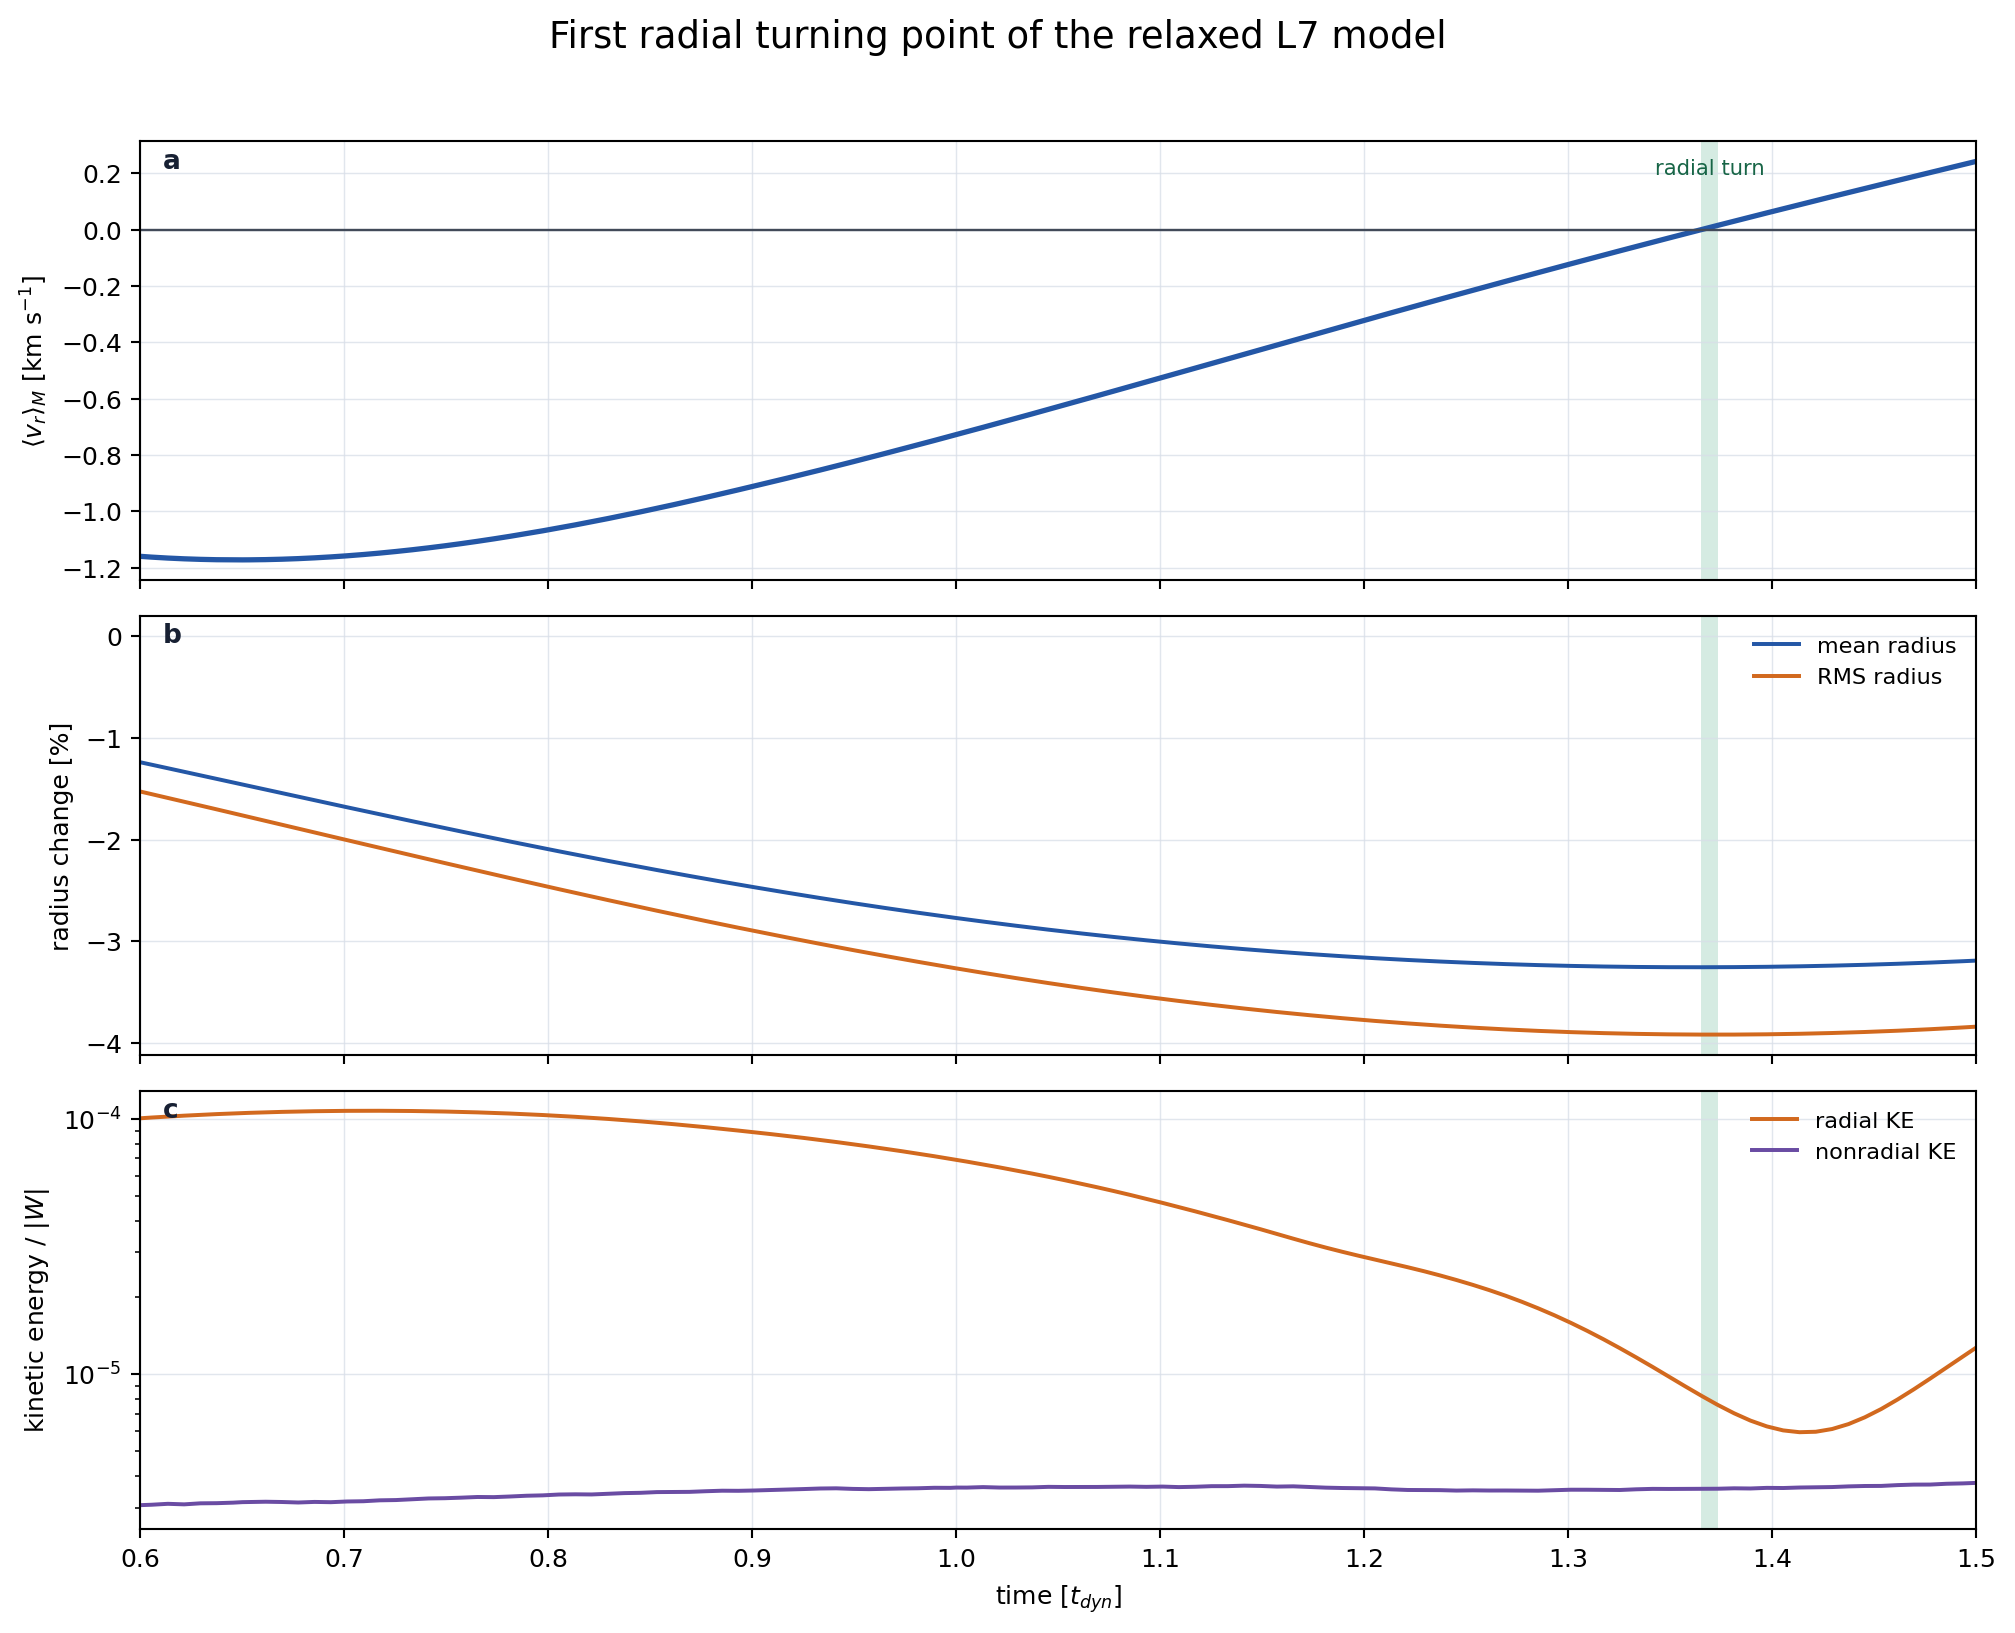 First radial turning point of the relaxed L7 model
a
radial turn
0.2
0.0
−0.2
−0.4
−0.6
−0.8
−1.0
−1.2
⟨v_r⟩_M [km s⁻¹]
b
mean radius
RMS radius
0
−1
−2
−3
−4
radius change [%]
c
radial KE
nonradial KE
10⁻⁴
10⁻⁵
kinetic energy / |W|
0.6 0.7 0.8 0.9 1.0 1.1 1.2 1.3 1.4 1.5
time [t_dyn]